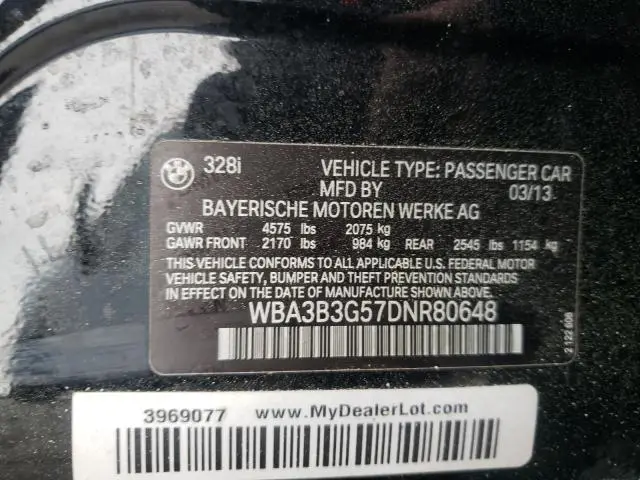 328i VEHICLE TYPE: PASSENGER CAR
MFD BY 03/13
BAYERISCHE MOTOREN WERKE AG
GVWR 4575 lbs 2075 kg
GAWR FRONT 2170 lbs 984 kg REAR 2545 lbs 1154 kg
THIS VEHICLE CONFORMS TO ALL APPLICABLE U.S. FEDERAL MOTOR
VEHICLE SAFETY, BUMPER AND THEFT PREVENTION STANDARDS
IN EFFECT ON THE DATE OF MANUFACTURE SHOWN ABOVE.
WBA3B3G57DNR80648
2 122 608
3969077 www.MyDealerLot.com